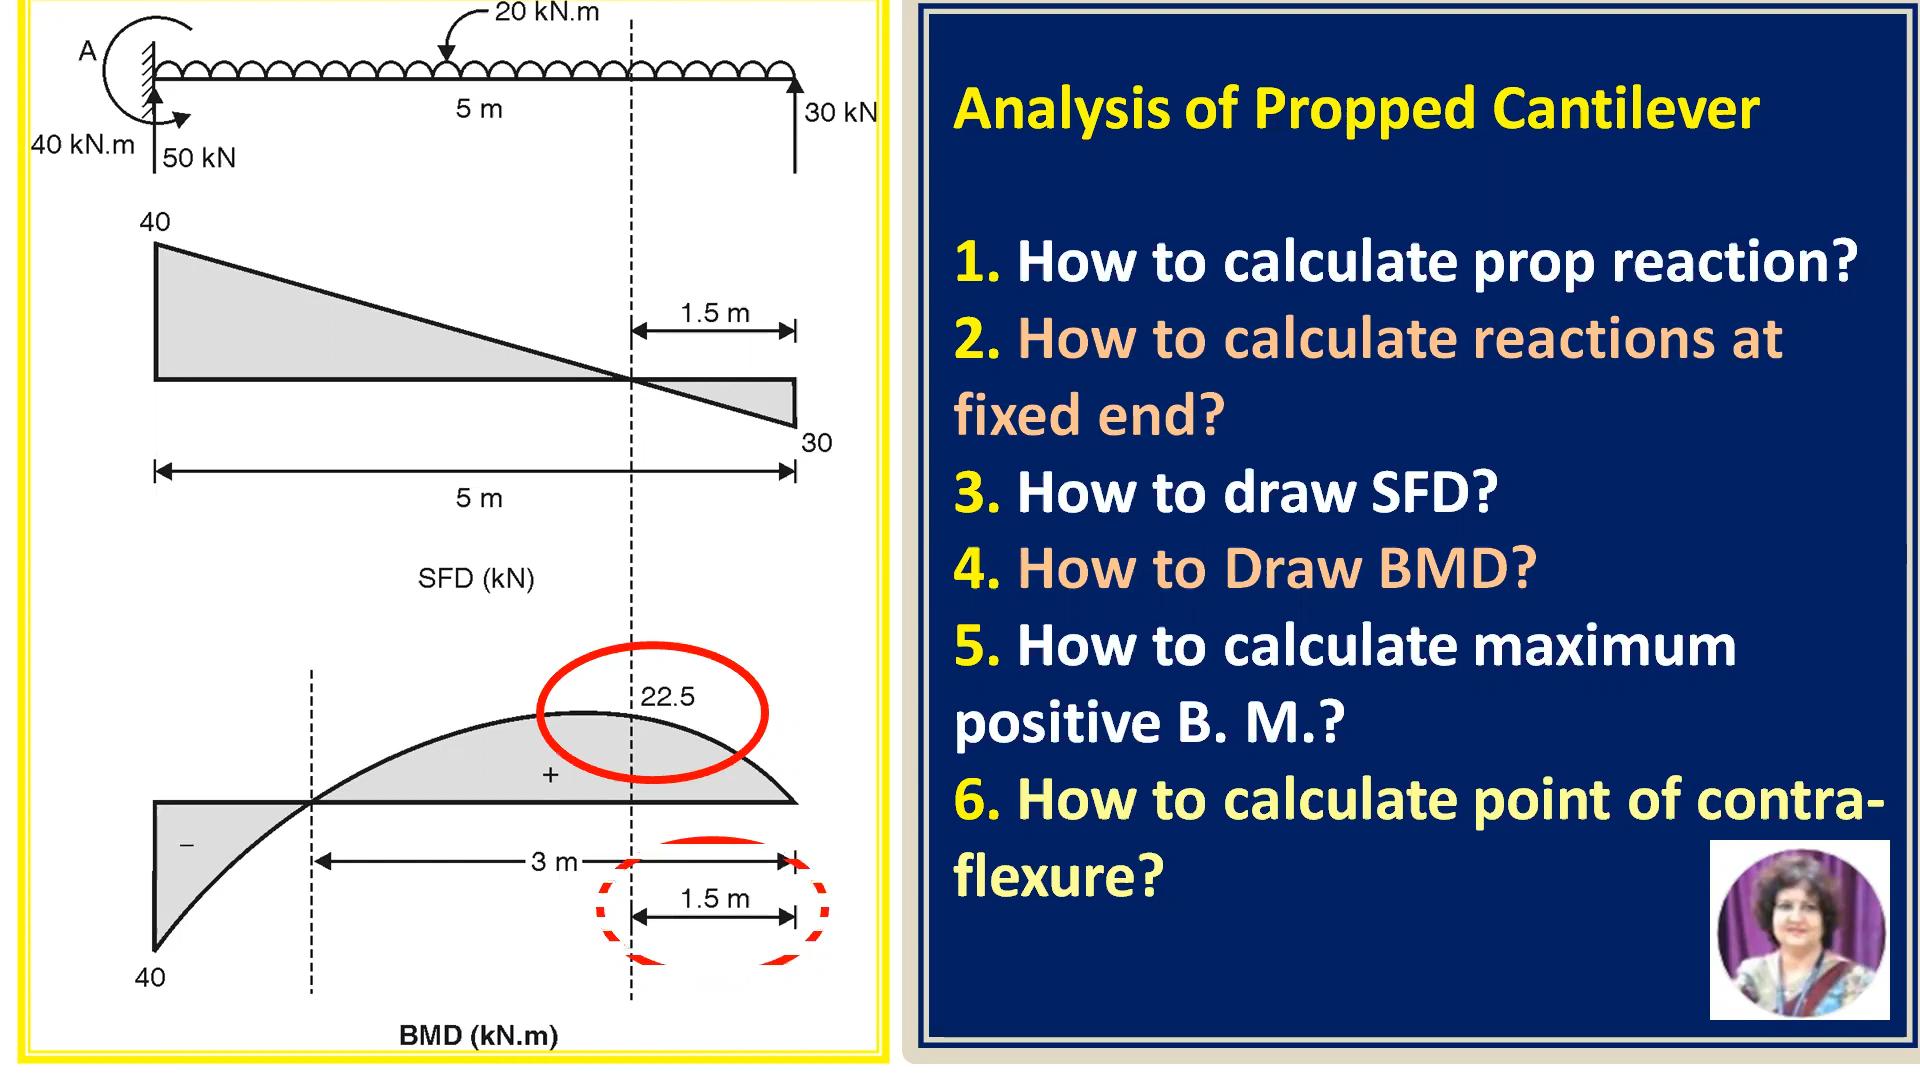 20 kN.m
A
5 m
30 kN
40 kN.m
50 kN
40
1.5 m
30
5 m
SFD (kN)
22.5
+
–
3 m
1.5 m
40
BMD (kN.m)
Analysis of Propped Cantilever
1. How to calculate prop reaction?
2. How to calculate reactions at
fixed end?
3. How to draw SFD?
4. How to Draw BMD?
5. How to calculate maximum
positive B. M.?
6. How to calculate point of contra-
flexure?